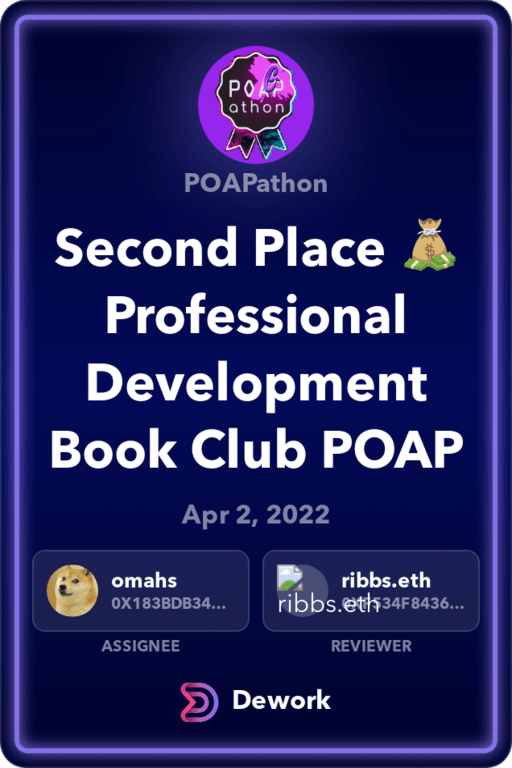 POAP
athon
POAPathon
Second Place 💰
Professional
Development
Book Club POAP
Apr 2, 2022
omahs
0X183BDB34...
ASSIGNEE
ribbs.eth
ribbs.eth
REVIEWER
Dework